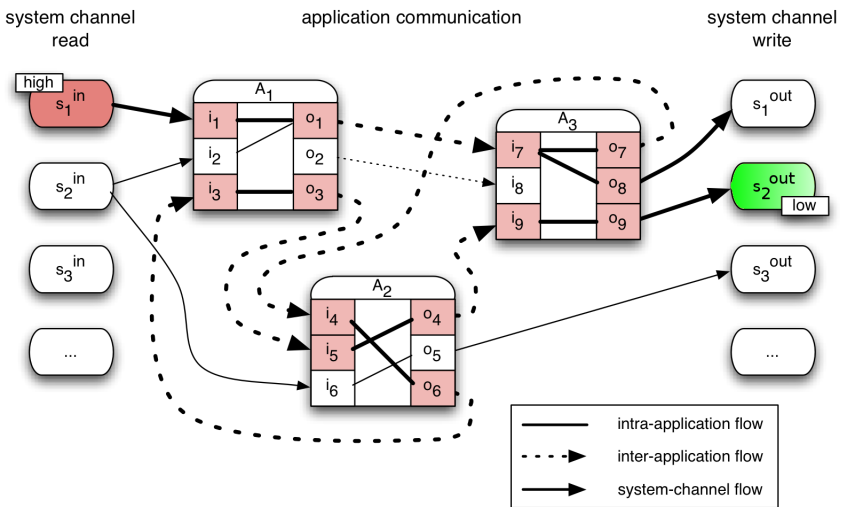 system channel
read
application communication
system channel
write
high
s1in
s2in
s3in
...
A1
i1
o1
i2
o2
i3
o3
A2
i4
o4
i5
o5
i6
o6
A3
i7
o7
i8
o8
i9
o9
s1out
s2out
low
s3out
...
intra-application flow
inter-application flow
system-channel flow